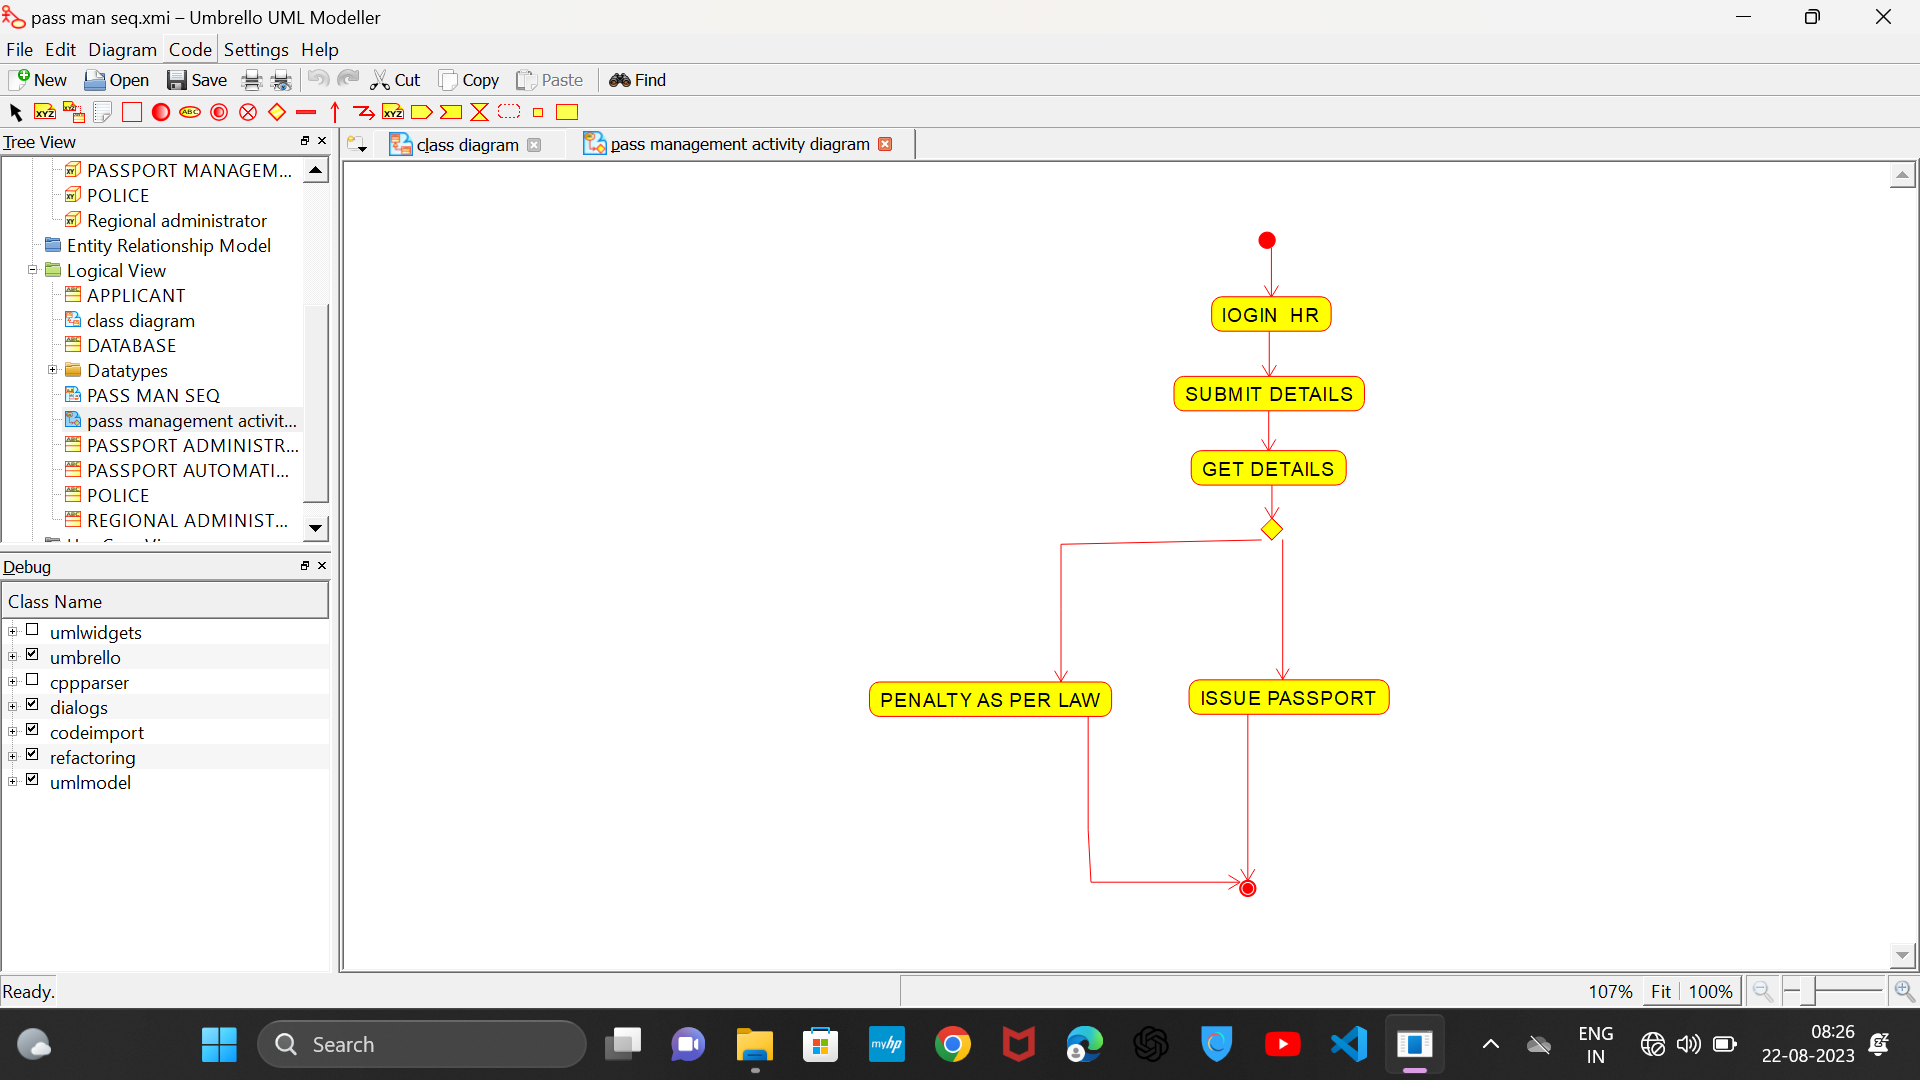 pass man seq.xmi – Umbrello UML Modeller
File Edit Diagram Code Settings Help
New Open Save Cut Copy Paste Find
Tree View
class diagram
pass management activity diagram
PASSPORT MANAGEM...
POLICE
Regional administrator
Entity Relationship Model
Logical View
APPLICANT
class diagram
DATABASE
Datatypes
PASS MAN SEQ
pass management activit...
PASSPORT ADMINISTR...
PASSPORT AUTOMATI...
POLICE
REGIONAL ADMINIST...
Debug
Class Name
umlwidgets
umbrello
cppparser
dialogs
codeimport
refactoring
umlmodel
lOGIN  HR
SUBMIT DETAILS
GET DETAILS
PENALTY AS PER LAW
ISSUE PASSPORT
Ready.
107% Fit 100%
Search
myhp
ENG
IN
08:26
22-08-2023